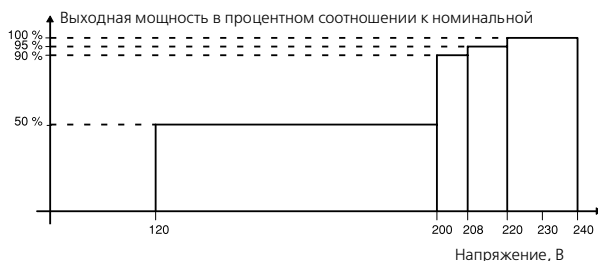 Выходная мощность в процентном соотношении к номинальной
100 %
95 %
90 %
50 %
120 200 208 220 230 240
Напряжение, В